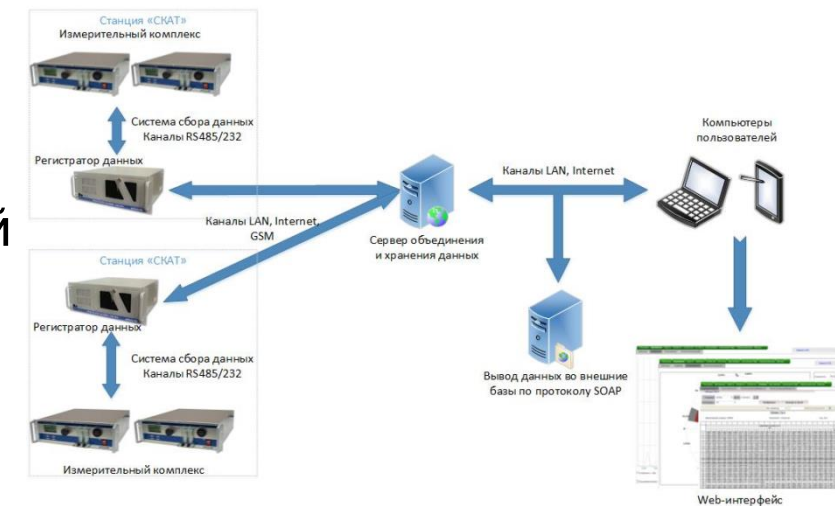 Станция «СКАТ»
Измерительный комплекс
Система сбора данных
Каналы RS485/232
Регистратор данных
Каналы LAN, Internet,
GSM
й
Станция «СКАТ»
Регистратор данных
Система сбора данных
Каналы RS485/232
Измерительный комплекс
Сервер объединения
и хранения данных
Каналы LAN, Internet
Вывод данных во внешние
базы по протоколу SOAP
Компьютеры
пользователей
Web-интерфейс